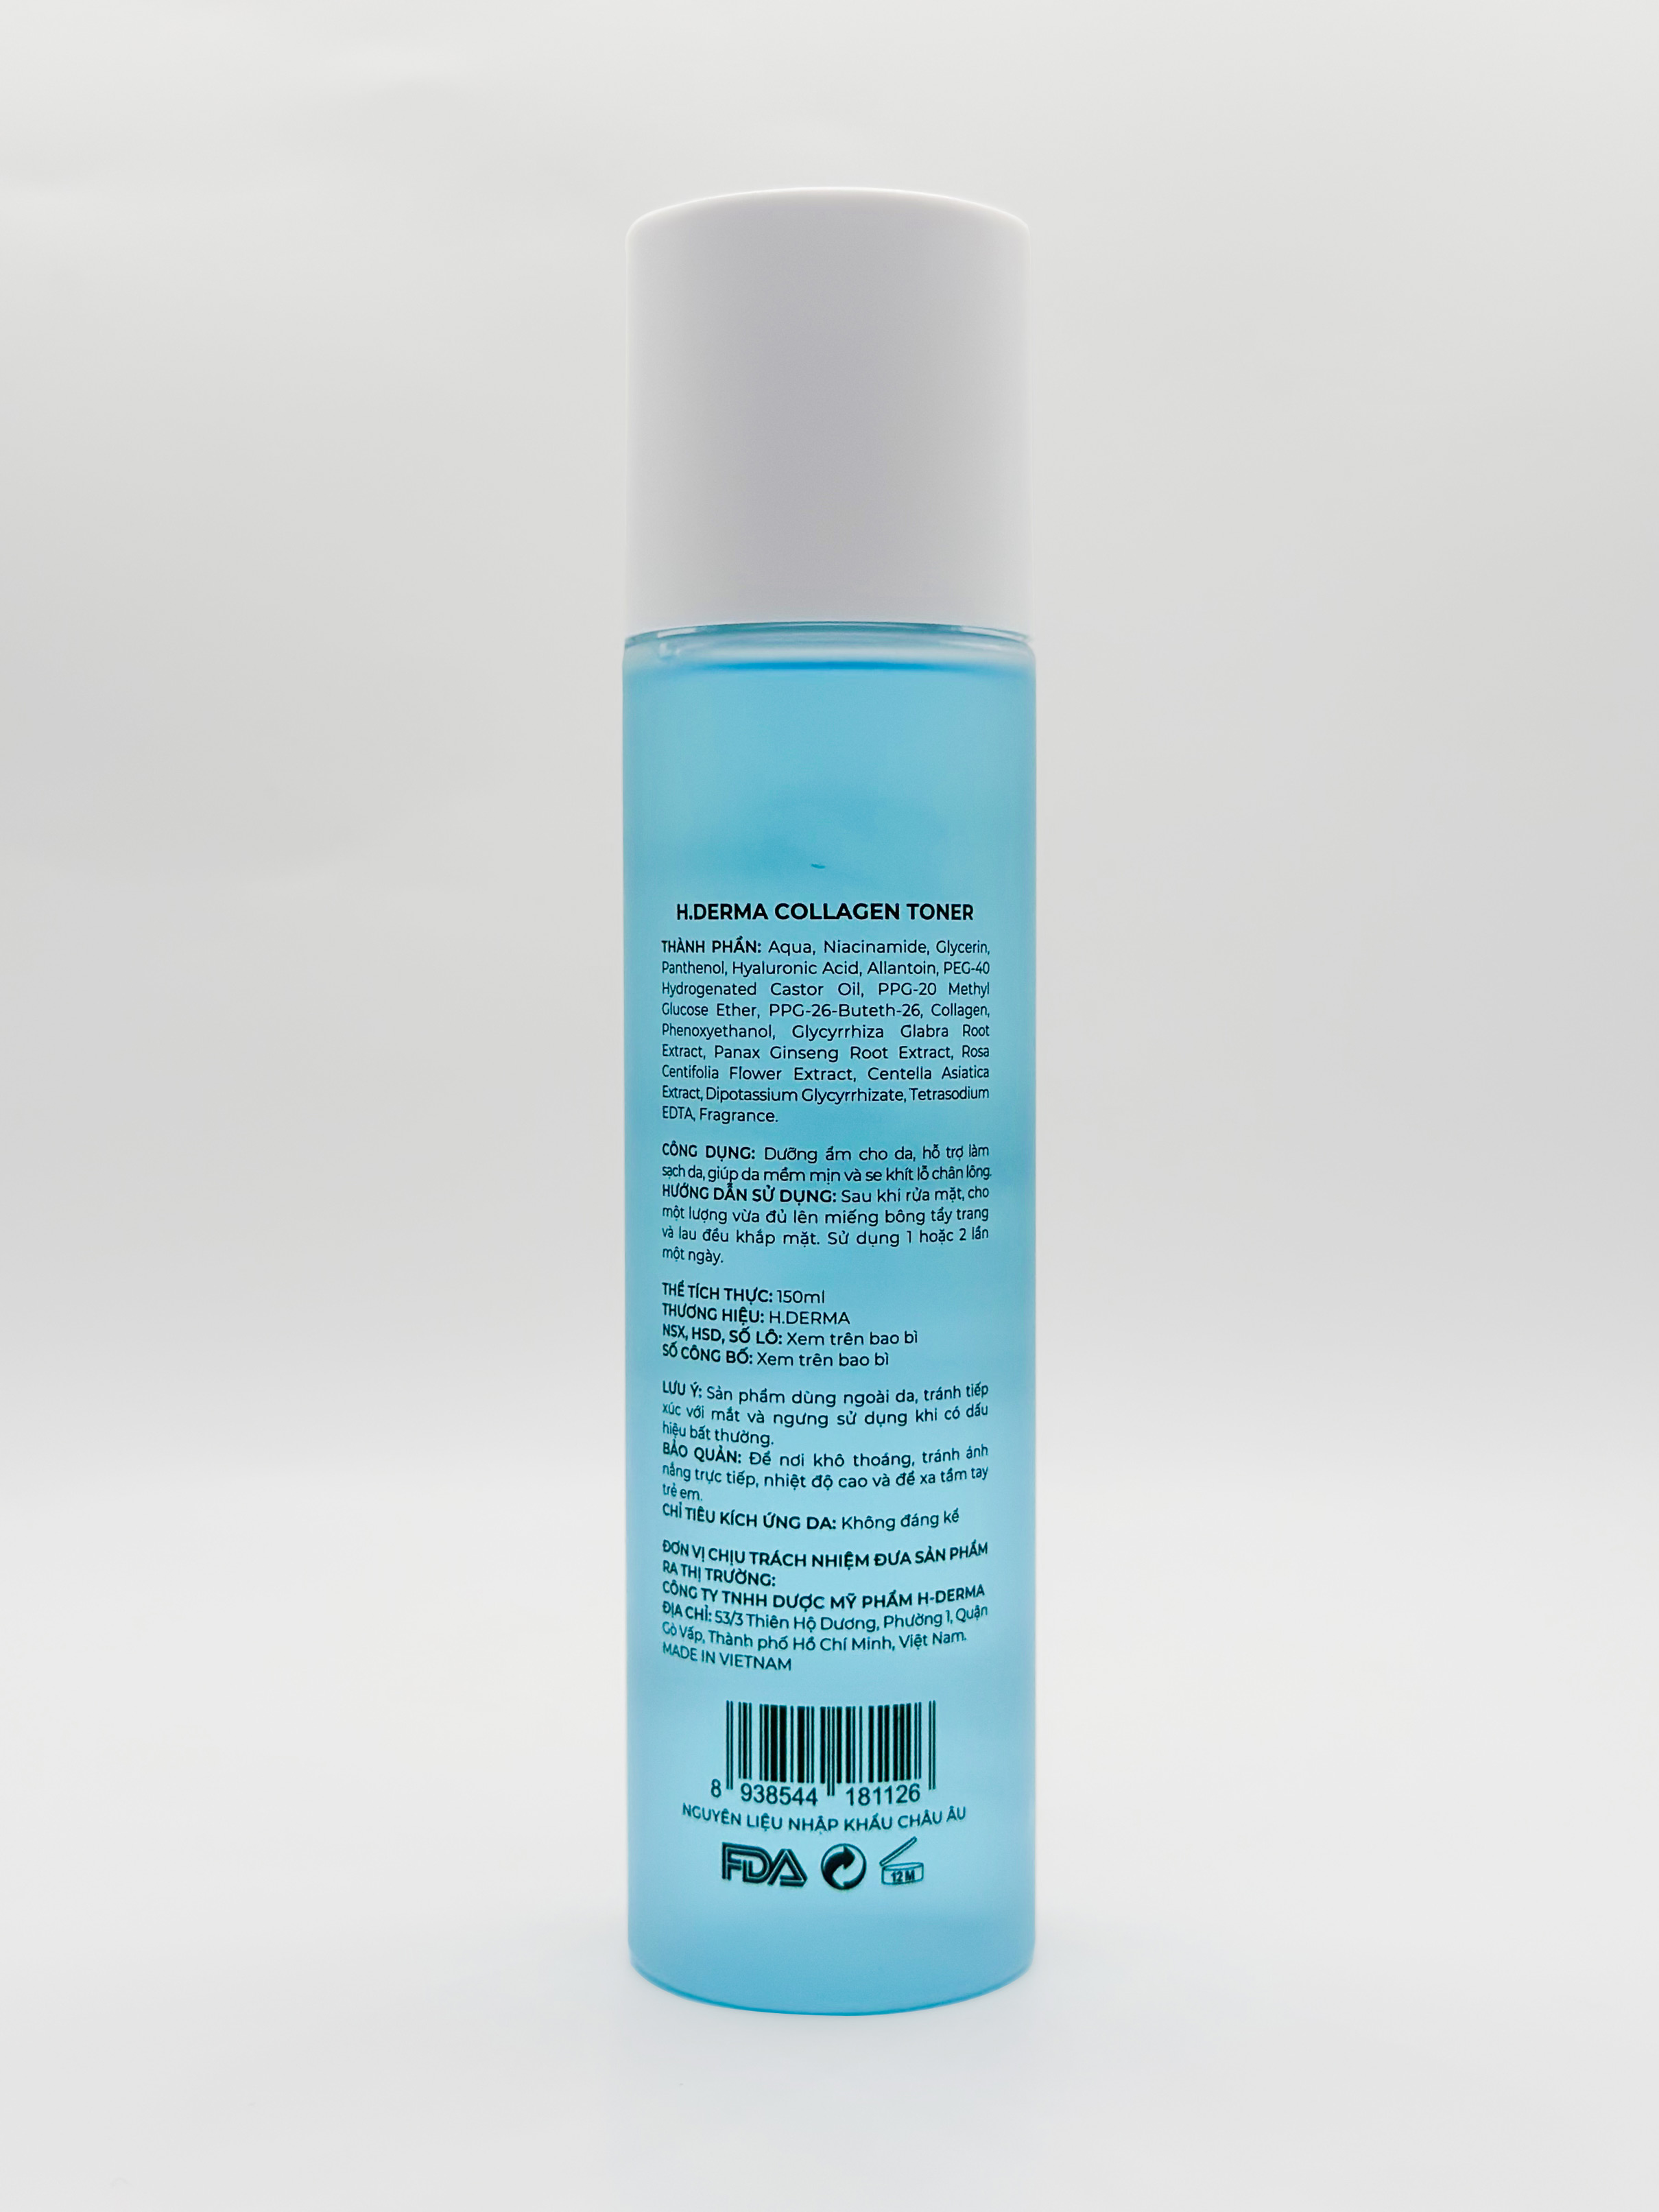 H.DERMA COLLAGEN TONER
THÀNH PHẦN: Aqua, Niacinamide, Glycerin,
Panthenol, Hyaluronic Acid, Allantoin, PEG-40
Hydrogenated Castor Oil, PPG-20 Methyl
Glucose Ether, PPG-26-Buteth-26, Collagen,
Phenoxyethanol, Glycyrrhiza Glabra Root
Extract, Panax Ginseng Root Extract, Rosa
Centifolia Flower Extract, Centella Asiatica
Extract, Dipotassium Glycyrrhizate, Tetrasodium
EDTA, Fragrance.
CÔNG DỤNG: Dưỡng ẩm cho da, hỗ trợ làm
sạch da, giúp da mềm mịn và se khít lỗ chân lông.
HƯỚNG DẪN SỬ DỤNG: Sau khi rửa mặt, cho
một lượng vừa đủ lên miếng bông tẩy trang
và lau đều khắp mặt. Sử dụng 1 hoặc 2 lần
một ngày.
THỂ TÍCH THỰC: 150ml
THƯƠNG HIỆU: H.DERMA
NSX, HSD, SỐ LÔ: Xem trên bao bì
SỐ CÔNG BỐ: Xem trên bao bì
LƯU Ý: Sản phẩm dùng ngoài da, tránh tiếp
xúc với mắt và ngưng sử dụng khi có dấu
hiệu bất thường.
BẢO QUẢN: Để nơi khô thoáng, tránh ánh
nắng trực tiếp, nhiệt độ cao và để xa tầm tay
trẻ em.
CHỈ TIÊU KÍCH ỨNG DA: Không đáng kể
ĐƠN VỊ CHỊU TRÁCH NHIỆM ĐƯA SẢN PHẨM
RA THỊ TRƯỜNG:
CÔNG TY TNHH DƯỢC MỸ PHẨM H-DERMA
ĐỊA CHỈ: 53/3 Thiên Hộ Dương, Phường 1, Quận
Gò Vấp, Thành phố Hồ Chí Minh, Việt Nam.
MADE IN VIETNAM
8 938544 181126
NGUYÊN LIỆU NHẬP KHẨU CHÂU ÂU
FDA 12 M